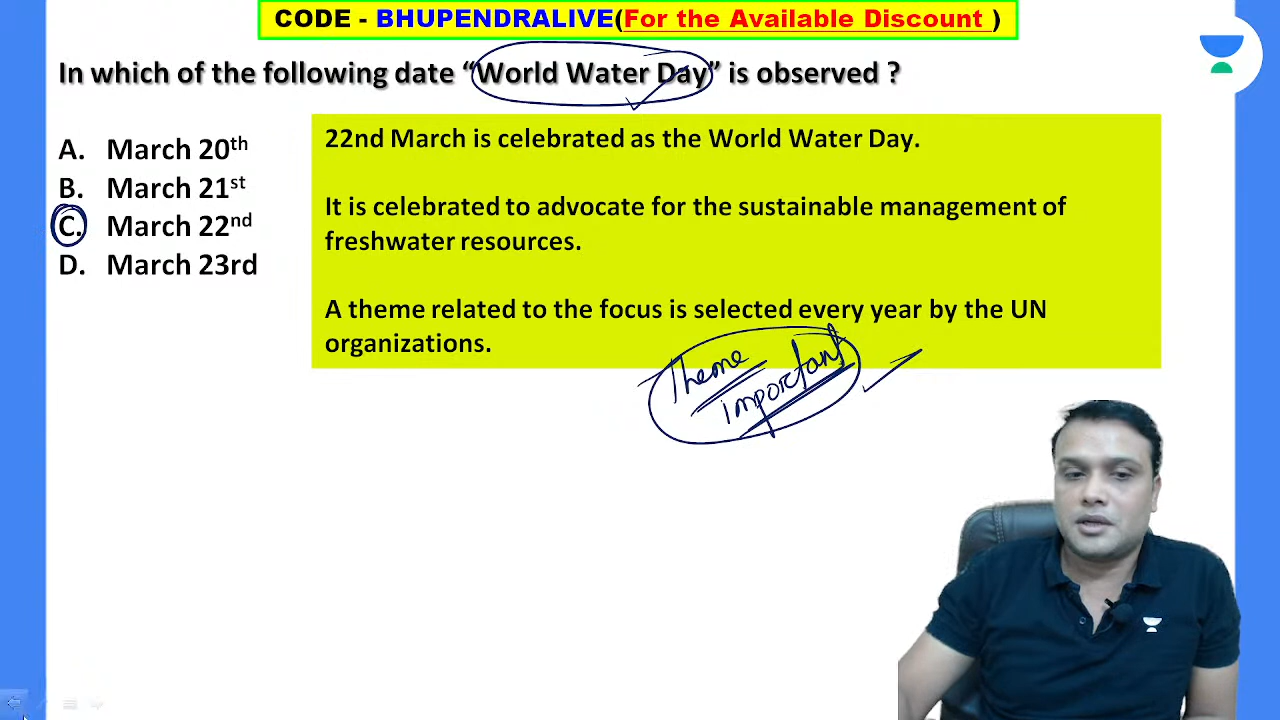 CODE - BHUPENDRALIVE(For the Available Discount )
In which of the following date “World Water Day” is observed ?
A. March 20th
B. March 21st
C. March 22nd
D. March 23rd
22nd March is celebrated as the World Water Day.
It is celebrated to advocate for the sustainable management of
freshwater resources.
A theme related to the focus is selected every year by the UN
organizations.
Theme
important